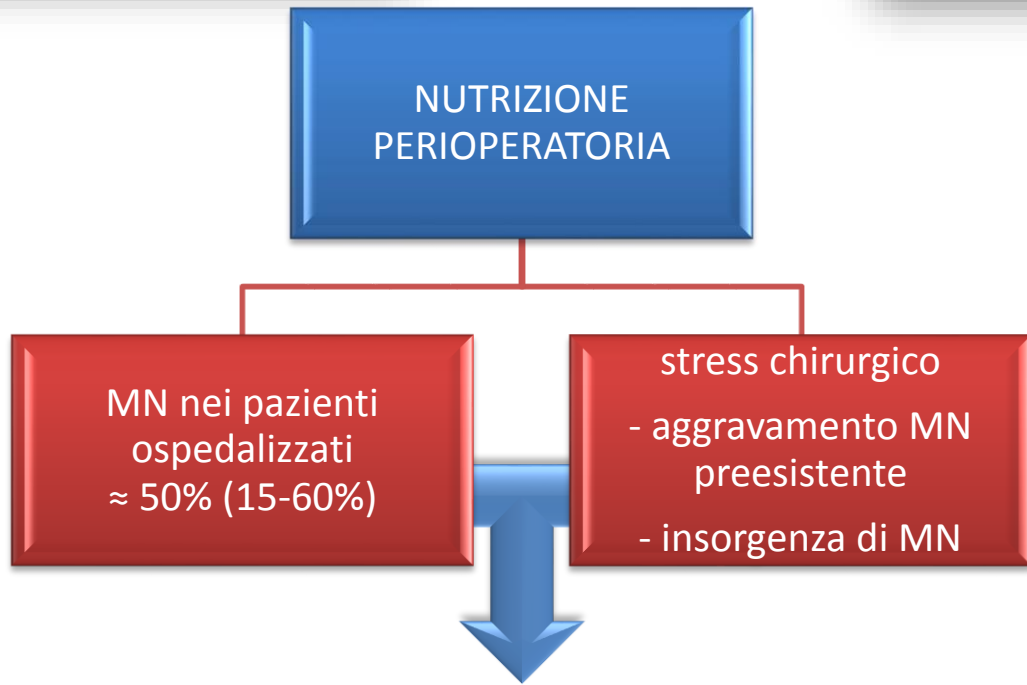 NUTRIZIONE
PERIOPERATORIA
MN nei pazienti
ospedalizzati
≈ 50% (15-60%)
stress chirurgico
- aggravamento MN
preesistente
- insorgenza di MN